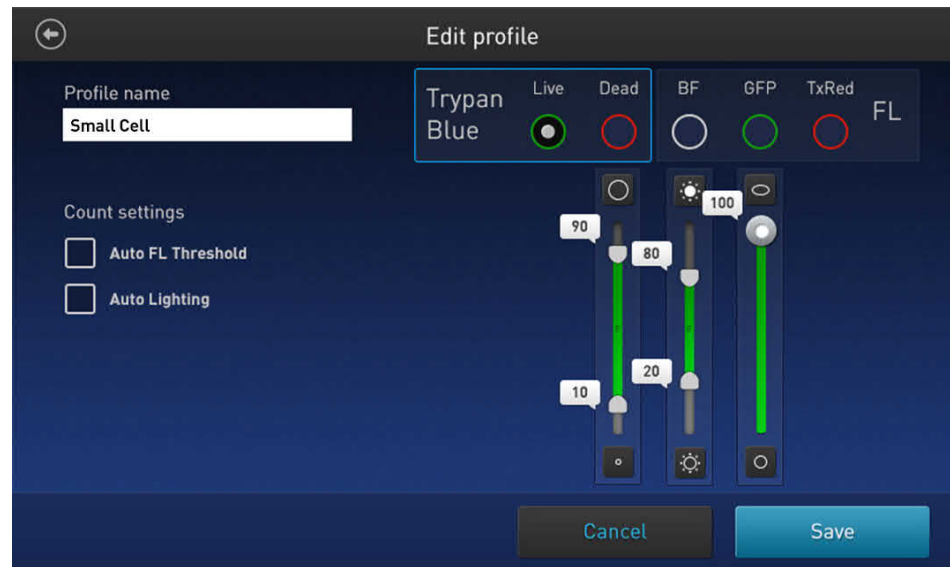 Edit profile
Profile name
Small Cell
Trypan
Blue
Live
Dead
BF
GFP
TxRed
FL
Count settings
Auto FL Threshold
Auto Lighting
90
10
80
20
100
Cancel
Save